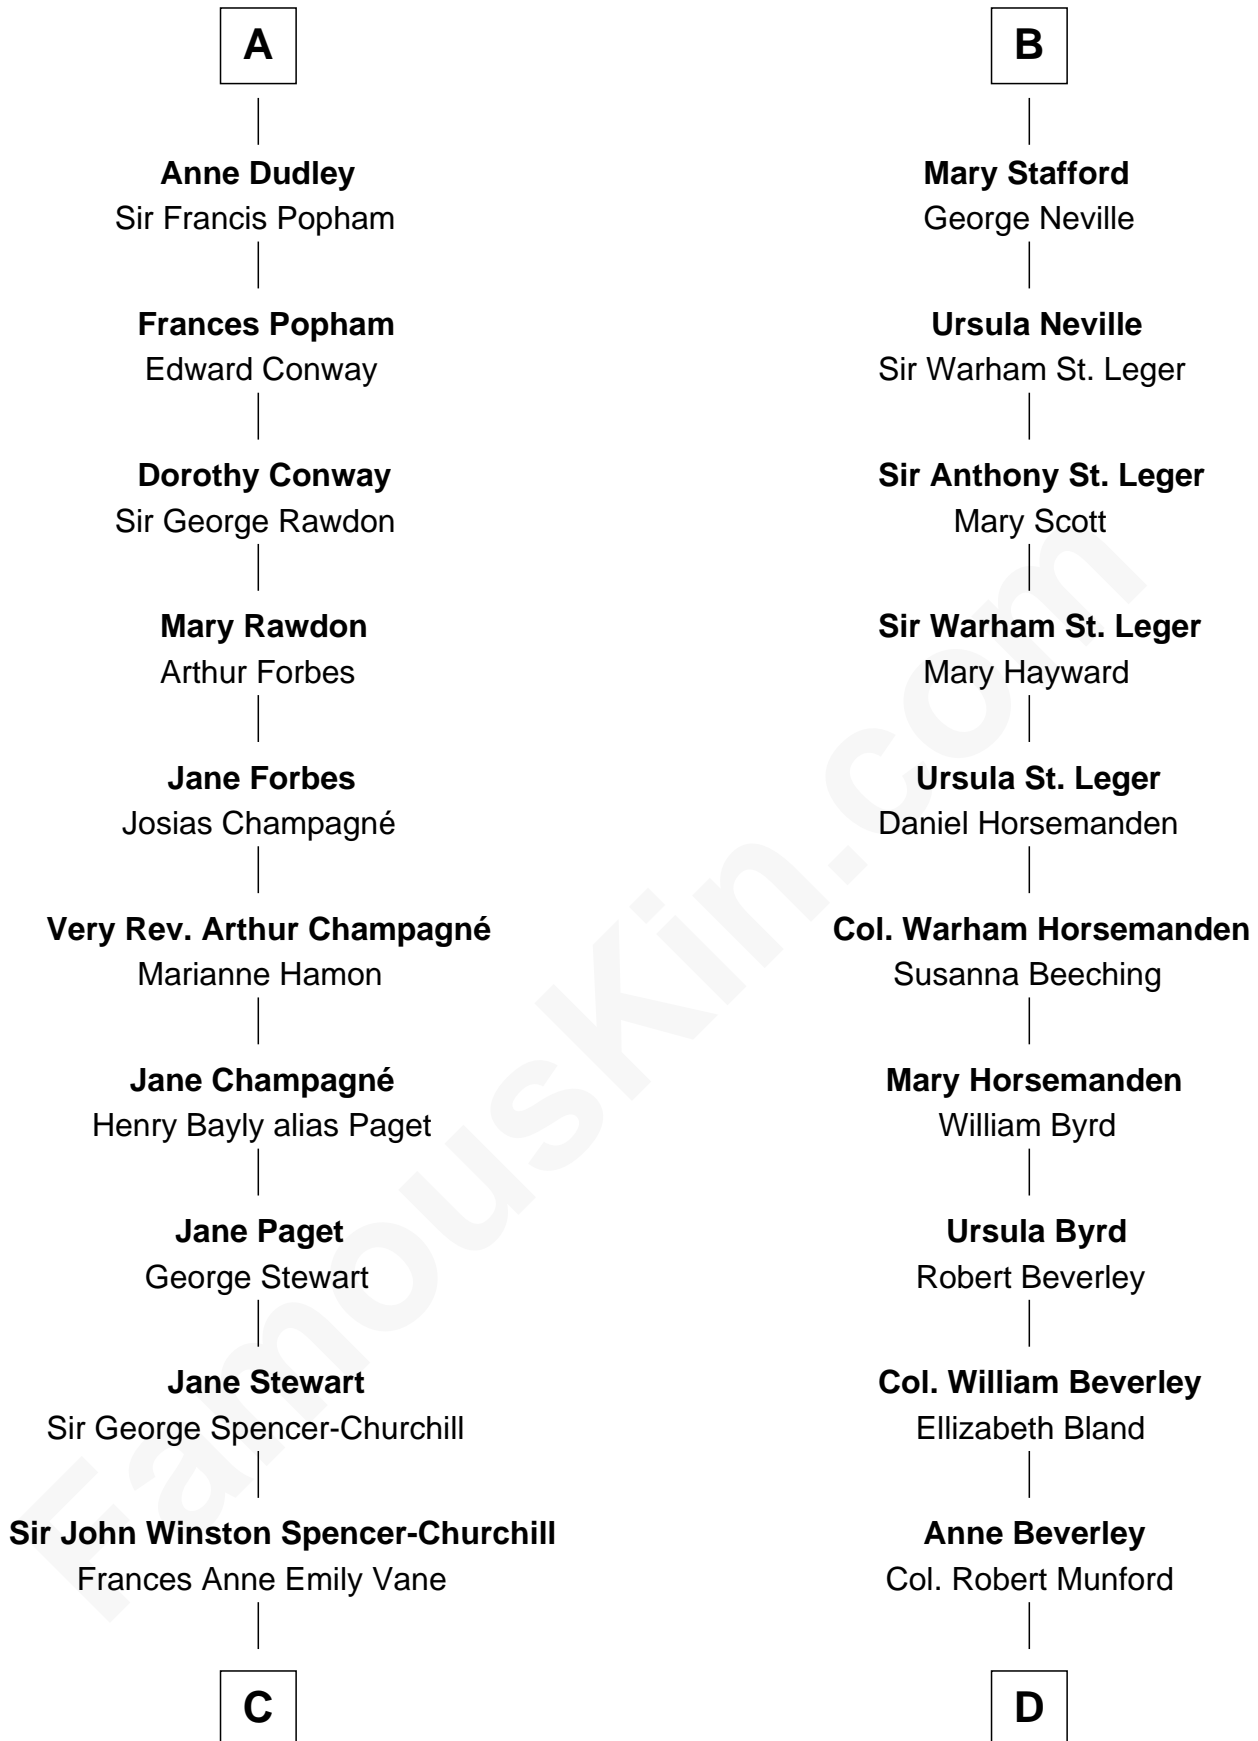 A
Anne Dudley
Sir Francis Popham
Frances Popham
Edward Conway
Dorothy Conway
Sir George Rawdon
Mary Rawdon
Arthur Forbes
Jane Forbes
Josias Champagné
Very Rev. Arthur Champagné
Marianne Hamon
Jane Champagné
Henry Bayly alias Paget
Jane Paget
George Stewart
Jane Stewart
Sir George Spencer-Churchill
Sir John Winston Spencer-Churchill
Frances Anne Emily Vane
C
B
Mary Stafford
George Neville
Ursula Neville
Sir Warham St. Leger
Sir Anthony St. Leger
Mary Scott
Sir Warham St. Leger
Mary Hayward
Ursula St. Leger
Daniel Horsemanden
Col. Warham Horsemanden
Susanna Beeching
Mary Horsemanden
William Byrd
Ursula Byrd
Robert Beverley
Col. William Beverley
Ellizabeth Bland
Anne Beverley
Col. Robert Munford
D
FamousKin.com